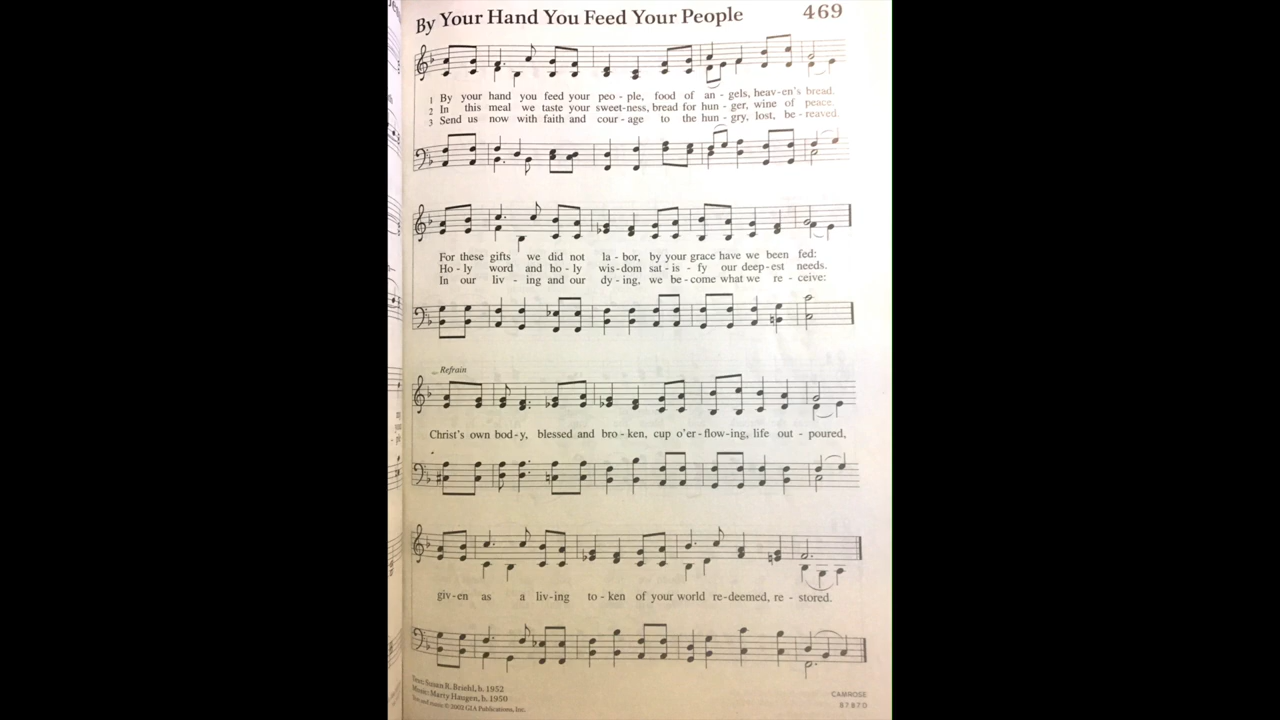 By Your Hand You Feed Your People 469
1 By your hand you feed your peo - ple, food of an - gels, heav-en's bread.
2 In this meal we taste your sweet-ness, bread for hun - ger, wine of peace.
3 Send us now with faith and cour - age to the hun - gry, lost, be - reaved.
For these gifts we did not la - bor, by your grace have we been fed:
Ho - ly word and ho - ly wis-dom sat - is - fy our deep-est needs.
In our liv - ing and our dy - ing, we be - come what we re - ceive:
Refrain
Christ's own bod-y, blessed and bro - ken, cup o'er-flow-ing, life out - poured,
giv-en as a liv-ing to - ken of your world re-deemed, re - stored.
Text: Susan R. Briehl, b. 1952
Music: Marty Haugen, b. 1950
Text and music © 2002 GIA Publications, Inc.
CAMROSE
8 7 8 7 D